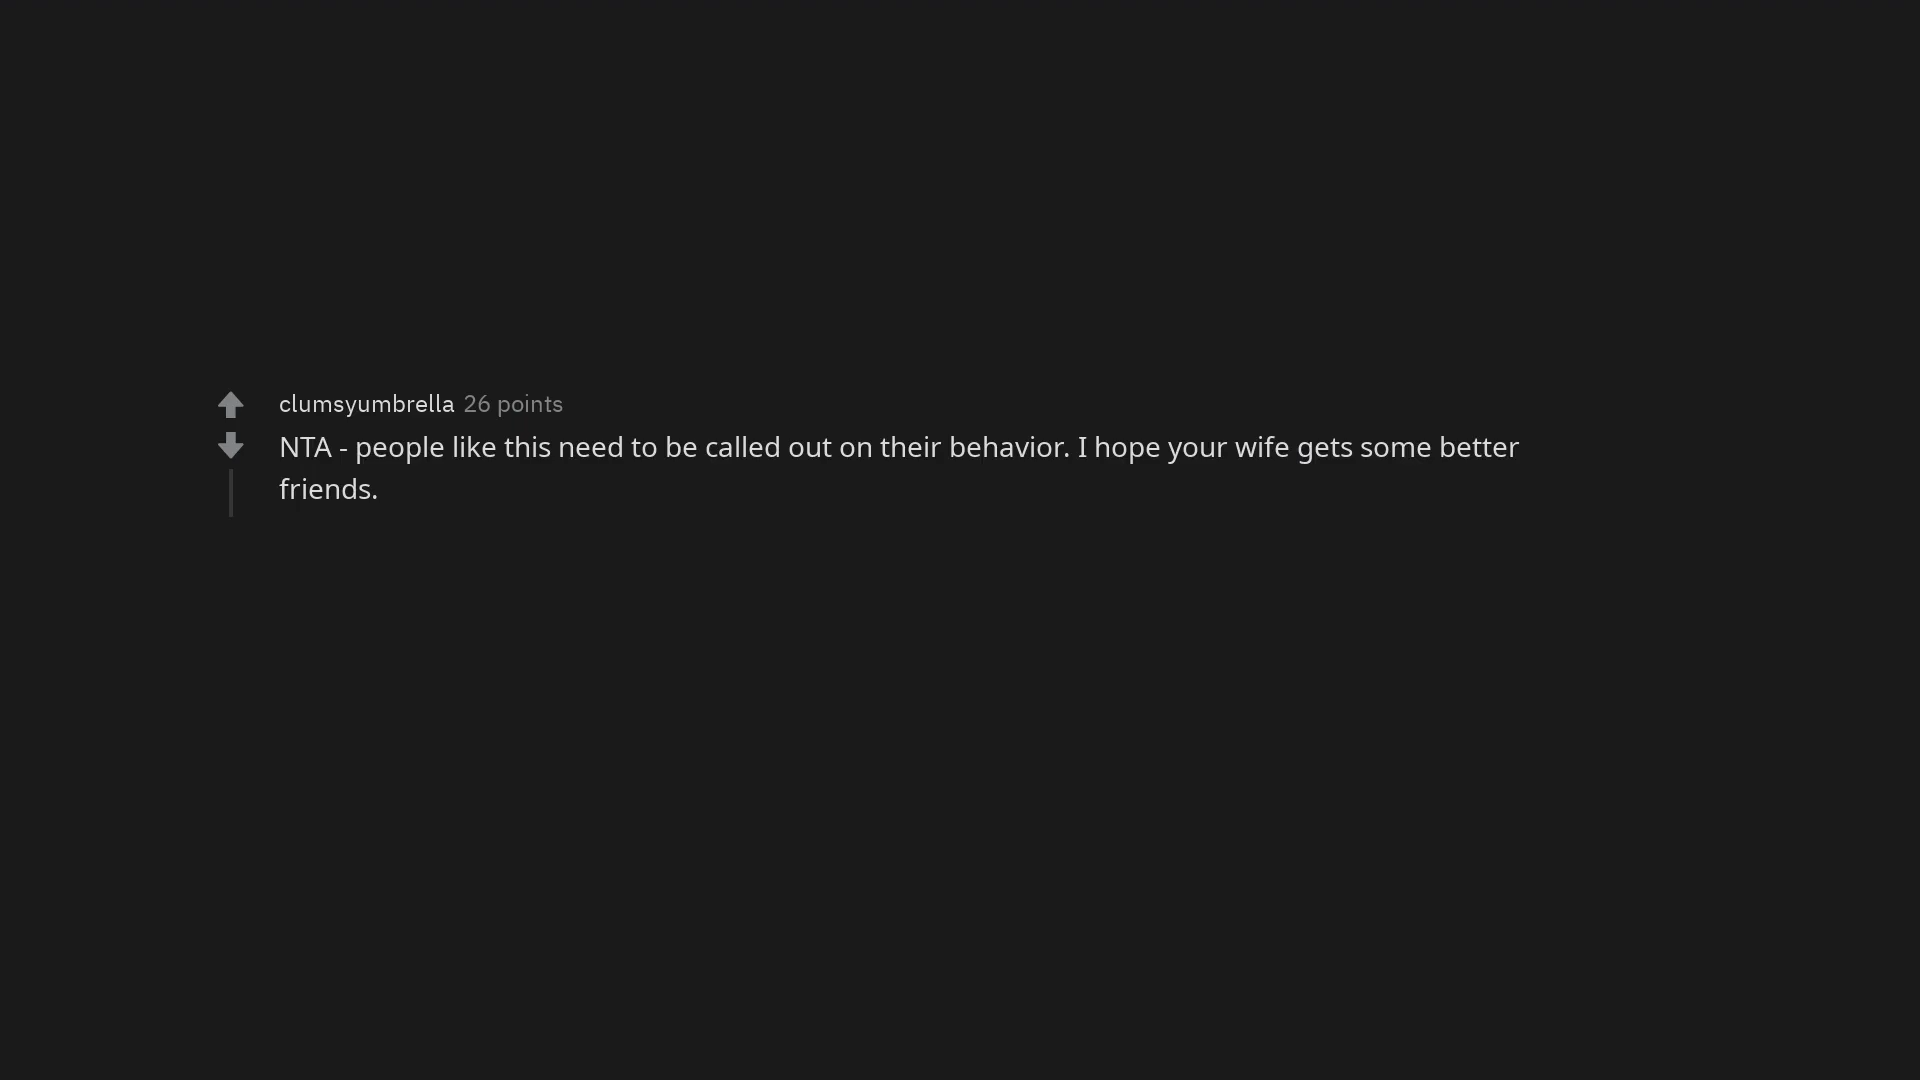 clumsyumbrella 26 points
NTA - people like this need to be called out on their behavior. I hope your wife gets some better
friends.